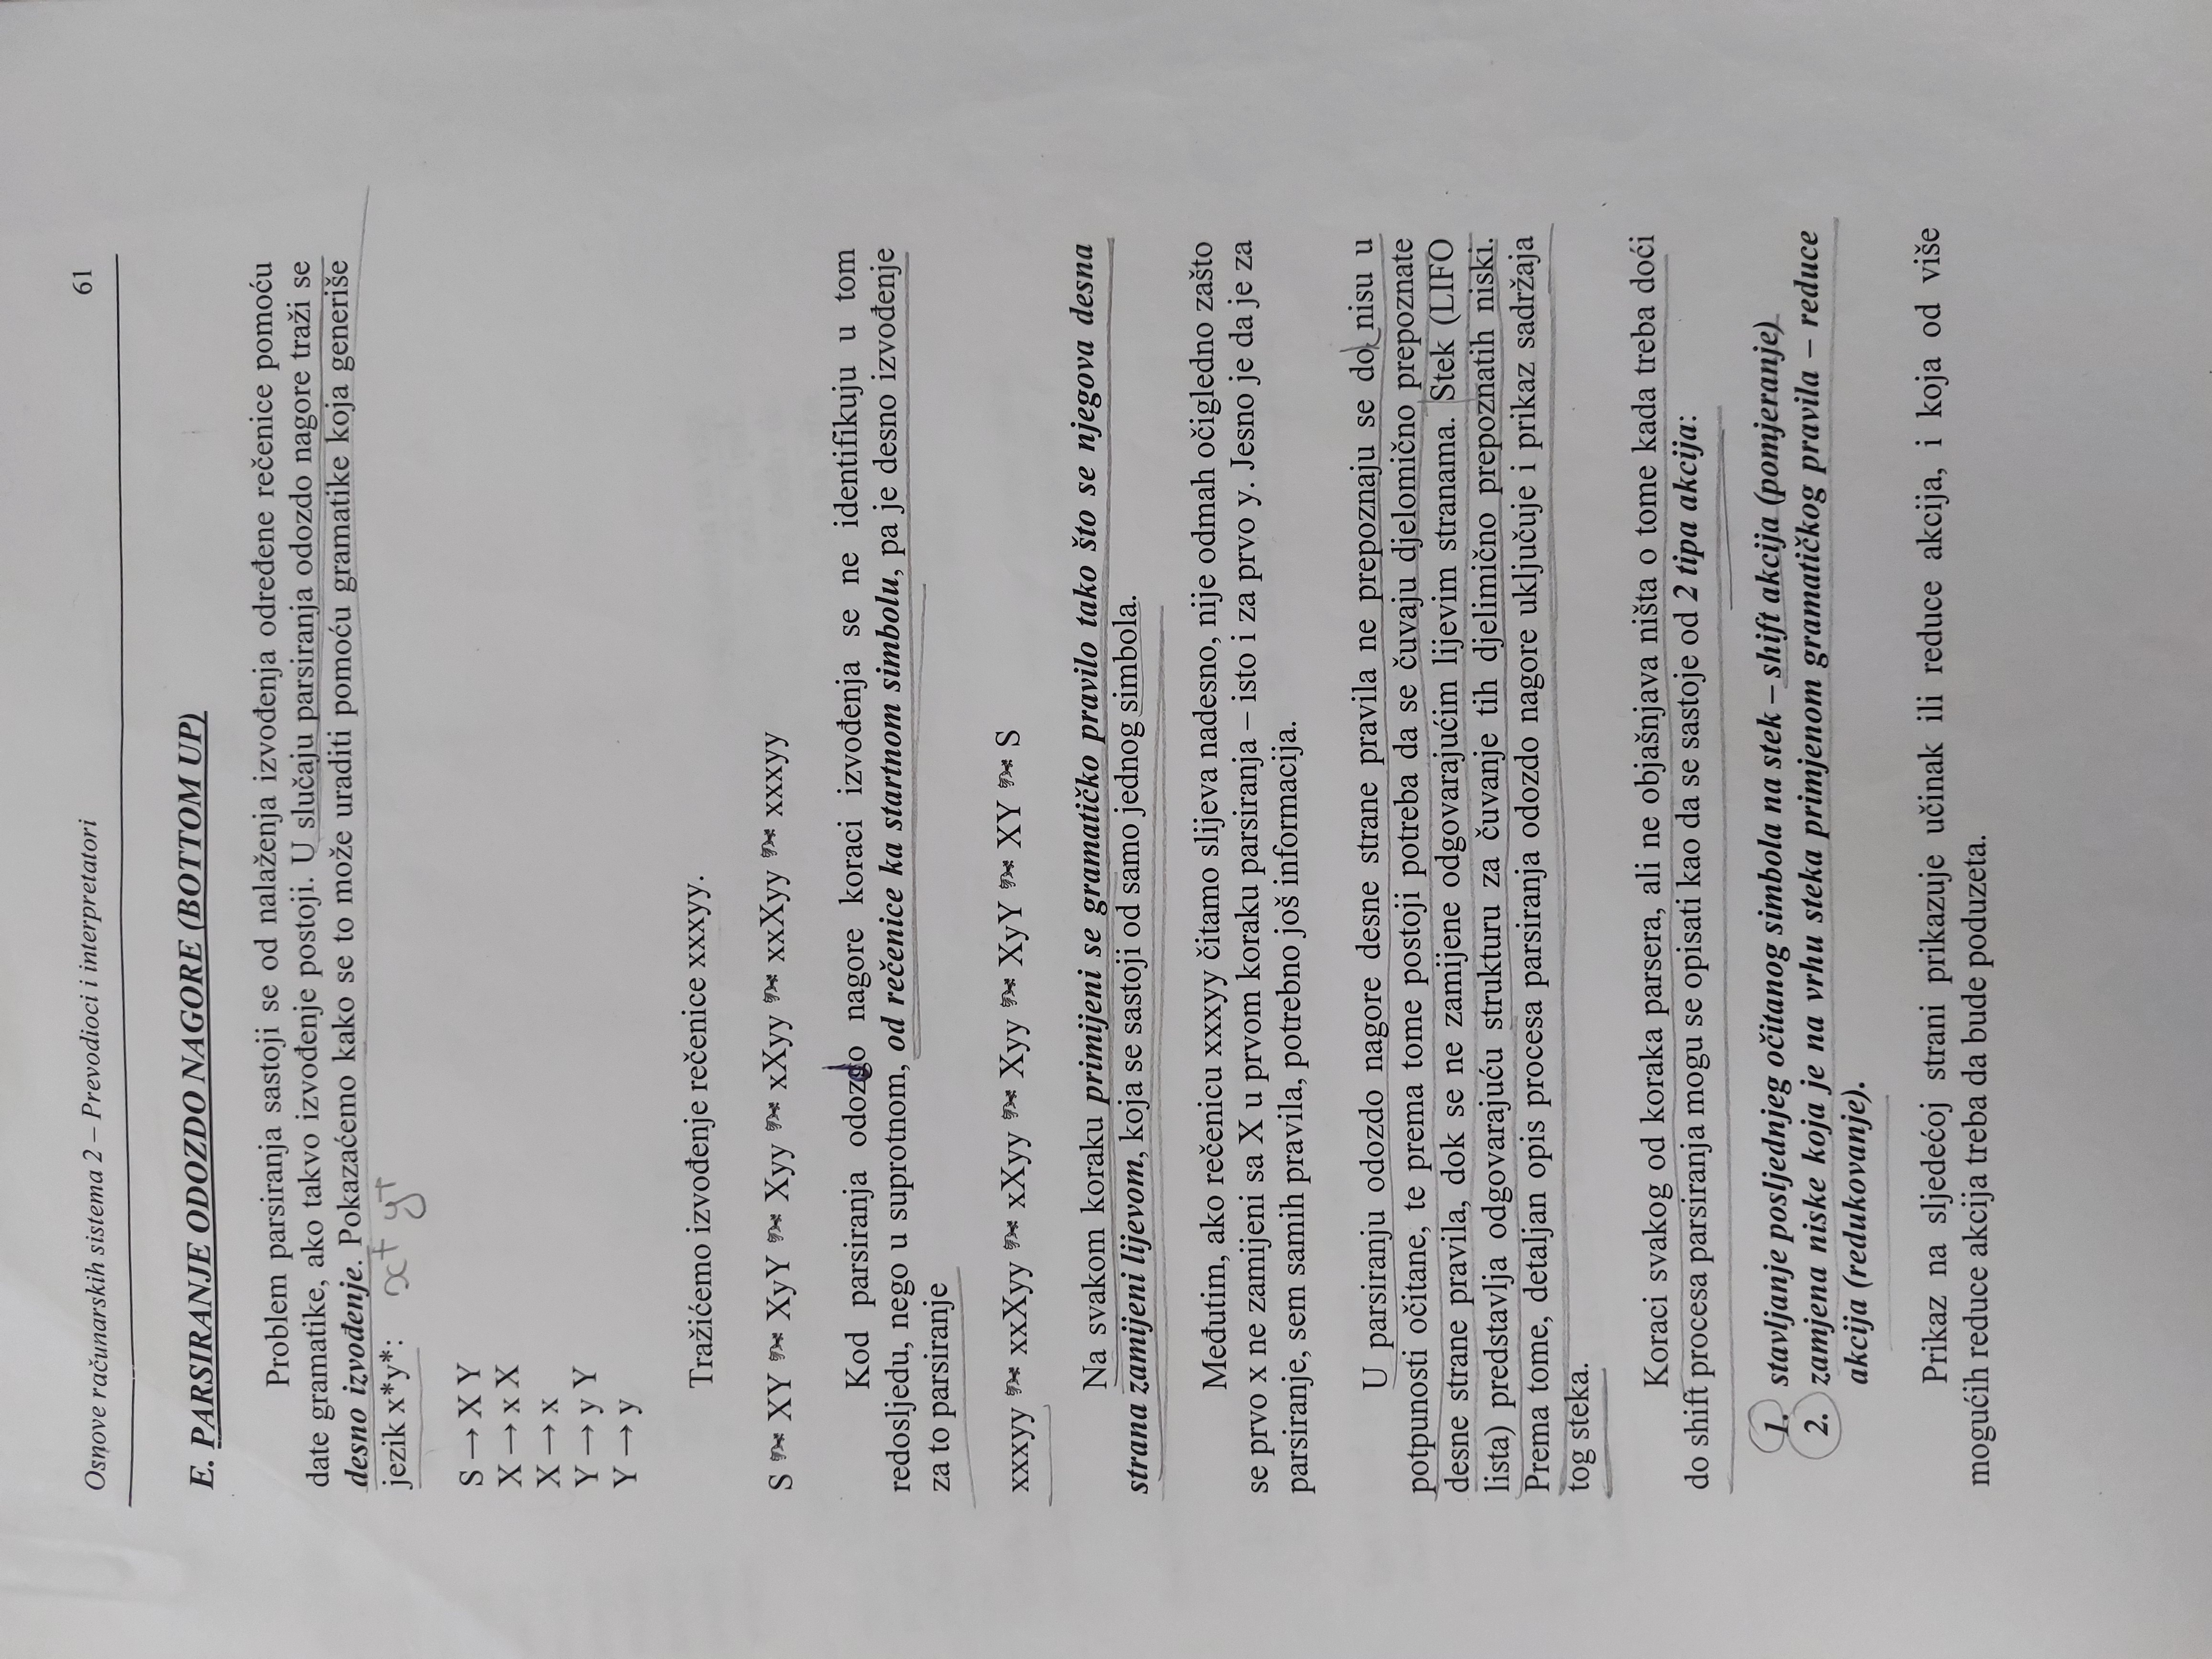 Osnove računarskih sistema 2 – Prevodioci i interpretatori 61
E. PARSIRANJE ODOZDO NAGORE (BOTTOM UP)
Problem parsiranja sastoji se od nalaženja izvođenja određene rečenice pomoću
date gramatike, ako takvo izvođenje postoji. U slučaju parsiranja odozdo nagore traži se
desno izvođenje. Pokazaćemo kako se to može uraditi pomoću gramatike koja generiše
jezik x*y*: x+ y+
S → X Y
X → x X
X → x
Y → y Y
Y → y
Tražićemo izvođenje rečenice xxxyy.
S ➳ XY ➳ XyY ➳ Xyy ➳ xXyy ➳ xxXyy ➳ xxxyy
Kod parsiranja odozdo nagore koraci izvođenja se ne identifikuju u tom
redosljedu, nego u suprotnom, od rečenice ka startnom simbolu, pa je desno izvođenje
za to parsiranje
xxxyy ➳ xxXyy ➳ xXyy ➳ Xyy ➳ XyY ➳ XY ➳ S
Na svakom koraku primijeni se gramatičko pravilo tako što se njegova desna
strana zamijeni lijevom, koja se sastoji od samo jednog simbola.
Međutim, ako rečenicu xxxyy čitamo slijeva nadesno, nije odmah očigledno zašto
se prvo x ne zamijeni sa X u prvom koraku parsiranja – isto i za prvo y. Jesno je da je za
parsiranje, sem samih pravila, potrebno još informacija.
U parsiranju odozdo nagore desne strane pravila ne prepoznaju se do nisu u
potpunosti očitane, te prema tome postoji potreba da se čuvaju djelomično prepoznate
desne strane pravila, dok se ne zamijene odgovarajućim lijevim stranama. Stek (LIFO
lista) predstavlja odgovarajuću strukturu za čuvanje tih djelimično prepoznatih niski.
Prema tome, detaljan opis procesa parsiranja odozdo nagore uključuje i prikaz sadržaja
tog steka.
Koraci svakog od koraka parsera, ali ne objašnjava ništa o tome kada treba doći
do shift procesa parsiranja mogu se opisati kao da se sastoje od 2 tipa akcija:
1. stavljanje posljednjeg očitanog simbola na stek – shift akcija (pomjeranje)
2. zamjena niske koja je na vrhu steka primjenom gramatičkog pravila – reduce
akcija (redukovanje).
Prikaz na sljedećoj strani prikazuje učinak ili reduce akcija, i koja od više
mogućih reduce akcija treba da bude poduzeta.